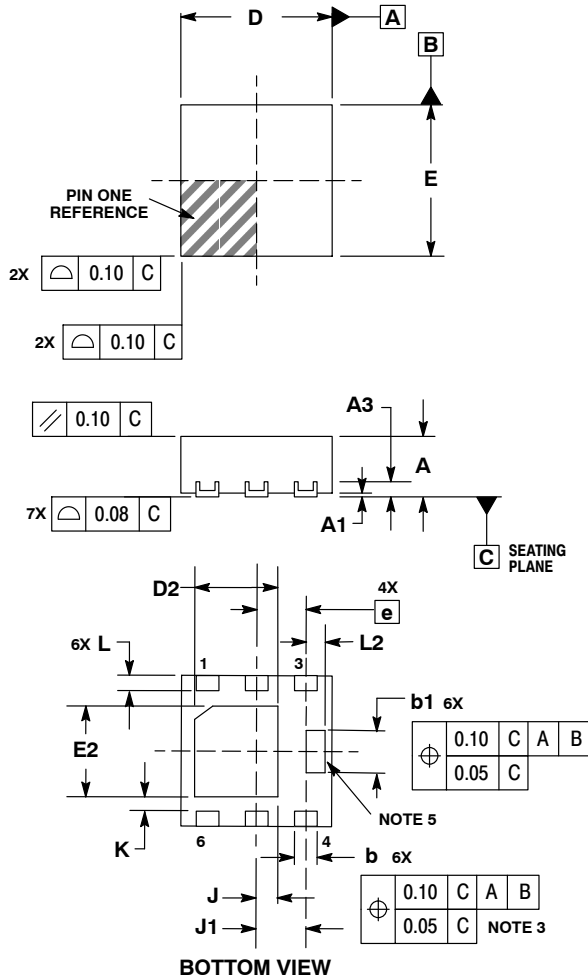 D
A
B
E
PIN ONE
REFERENCE
2X ⌓ 0.10 C
2X ⌓ 0.10 C
⫽ 0.10 C
A3
A
7X ⌓ 0.08 C
A1
C SEATING
PLANE
D2
4X
e
6X L
L2
1 3
b1 6X
⌖ 0.10 C A B
0.05 C
E2
NOTE 5
K
6 4
b 6X
J
⌖ 0.10 C A B
0.05 C NOTE 3
J1
BOTTOM VIEW